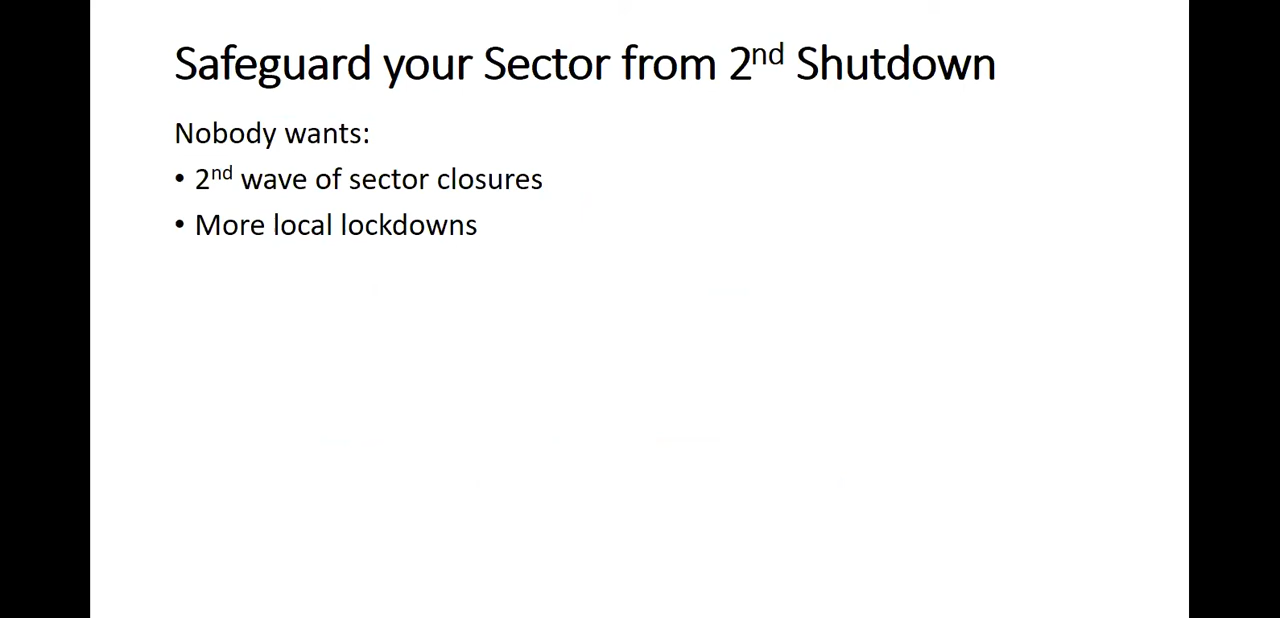 Safeguard your Sector from 2nd Shutdown
Nobody wants:
• 2nd wave of sector closures
• More local lockdowns